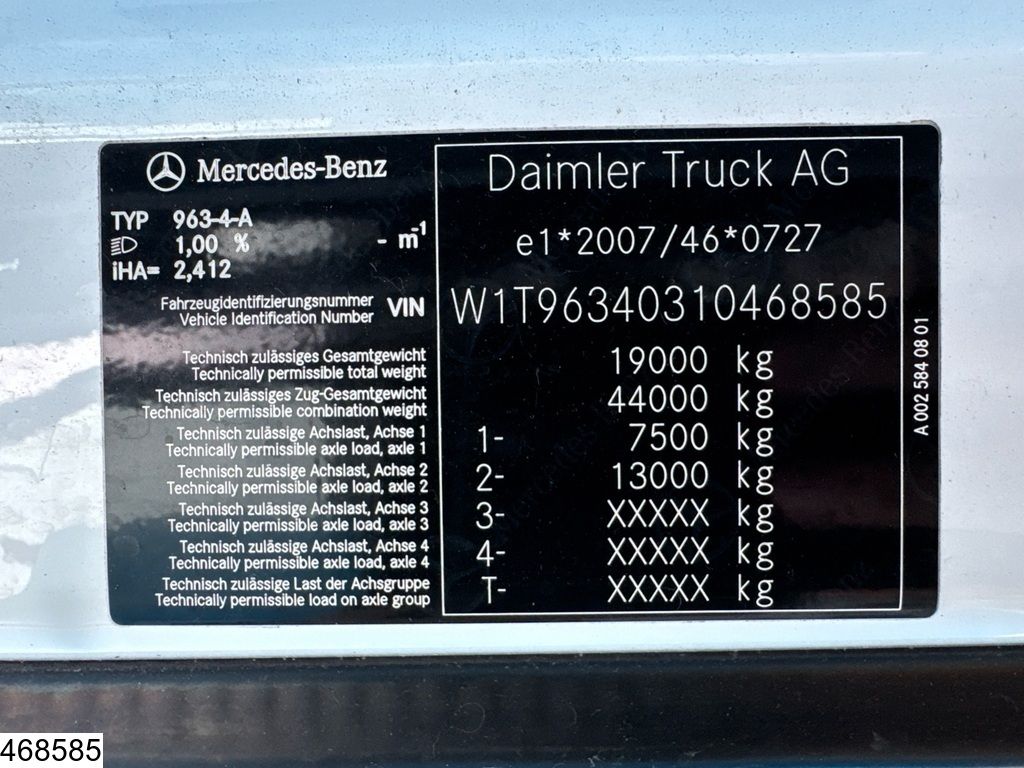 Mercedes-Benz
TYP 963-4-A
1,00 % - m-1
iHA= 2,412
Daimler Truck AG
e1*2007/46*0727
Fahrzeugidentifizierungsnummer
Vehicle Identification Number VIN
W1T96340310468585
Technisch zulässiges Gesamtgewicht
Technically permissible total weight
19000 kg
Technisch zulässiges Zug-Gesamtgewicht
Technically permissible combination weight
44000 kg
Technisch zulässige Achslast, Achse 1
Technically permissible axle load, axle 1
1- 7500 kg
Technisch zulässige Achslast, Achse 2
Technically permissible axle load, axle 2
2- 13000 kg
Technisch zulässige Achslast, Achse 3
Technically permissible axle load, axle 3
3- XXXXX kg
Technisch zulässige Achslast, Achse 4
Technically permissible axle load, axle 4
4- XXXXX kg
Technisch zulässige Last der Achsgruppe
Technically permissible load on axle group
T- XXXXX kg
A 002 584 08 01
468585